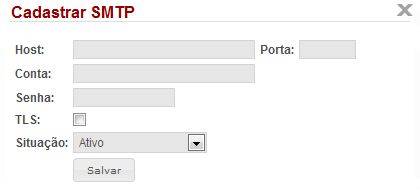 Cadastrar SMTP
Host: Porta:
Conta:
Senha:
TLS:
Situação: Ativo
Salvar